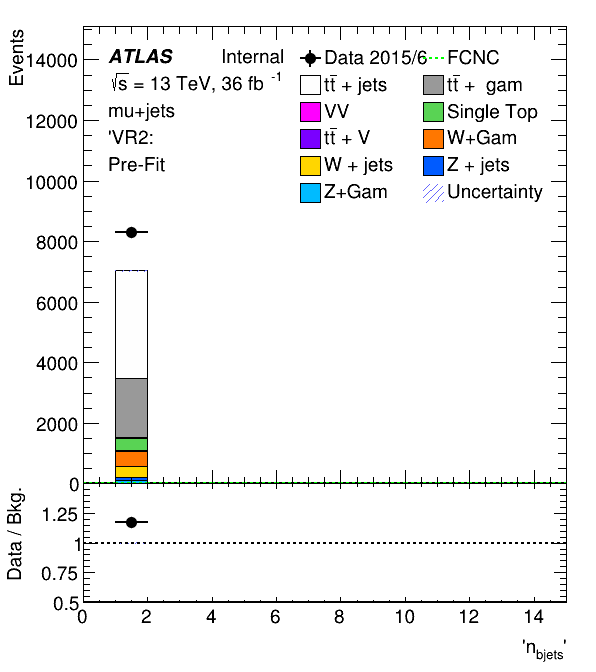 Events
14000
12000
10000
8000
6000
4000
2000
0
ATLAS Internal
√s = 13 TeV, 36 fb -1
mu+jets
'VR2:
Pre-Fit
Data 2015/6
FCNC
tt̄ + jets
tt̄ + gam
VV
Single Top
tt̄ + V
W+Gam
W + jets
Z + jets
Z+Gam
Uncertainty
Data / Bkg.
1.25
1
0.75
0.5
0 2 4 6 8 10 12 14
'n_bjets'